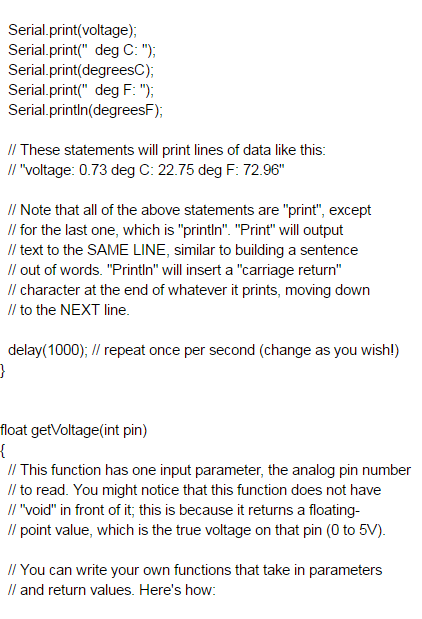 Serial.print(voltage);
Serial.print("  deg C: ");
Serial.print(degreesC);
Serial.print("  deg F: ");
Serial.println(degreesF);
// These statements will print lines of data like this:
// "voltage: 0.73 deg C: 22.75 deg F: 72.96"
// Note that all of the above statements are "print", except
// for the last one, which is "println". "Print" will output
// text to the SAME LINE, similar to building a sentence
// out of words. "Println" will insert a "carriage return"
// character at the end of whatever it prints, moving down
// to the NEXT line.
delay(1000); // repeat once per second (change as you wish!)
}
float getVoltage(int pin)
{
// This function has one input parameter, the analog pin number
// to read. You might notice that this function does not have
// "void" in front of it; this is because it returns a floating-
// point value, which is the true voltage on that pin (0 to 5V).
// You can write your own functions that take in parameters
// and return values. Here's how: